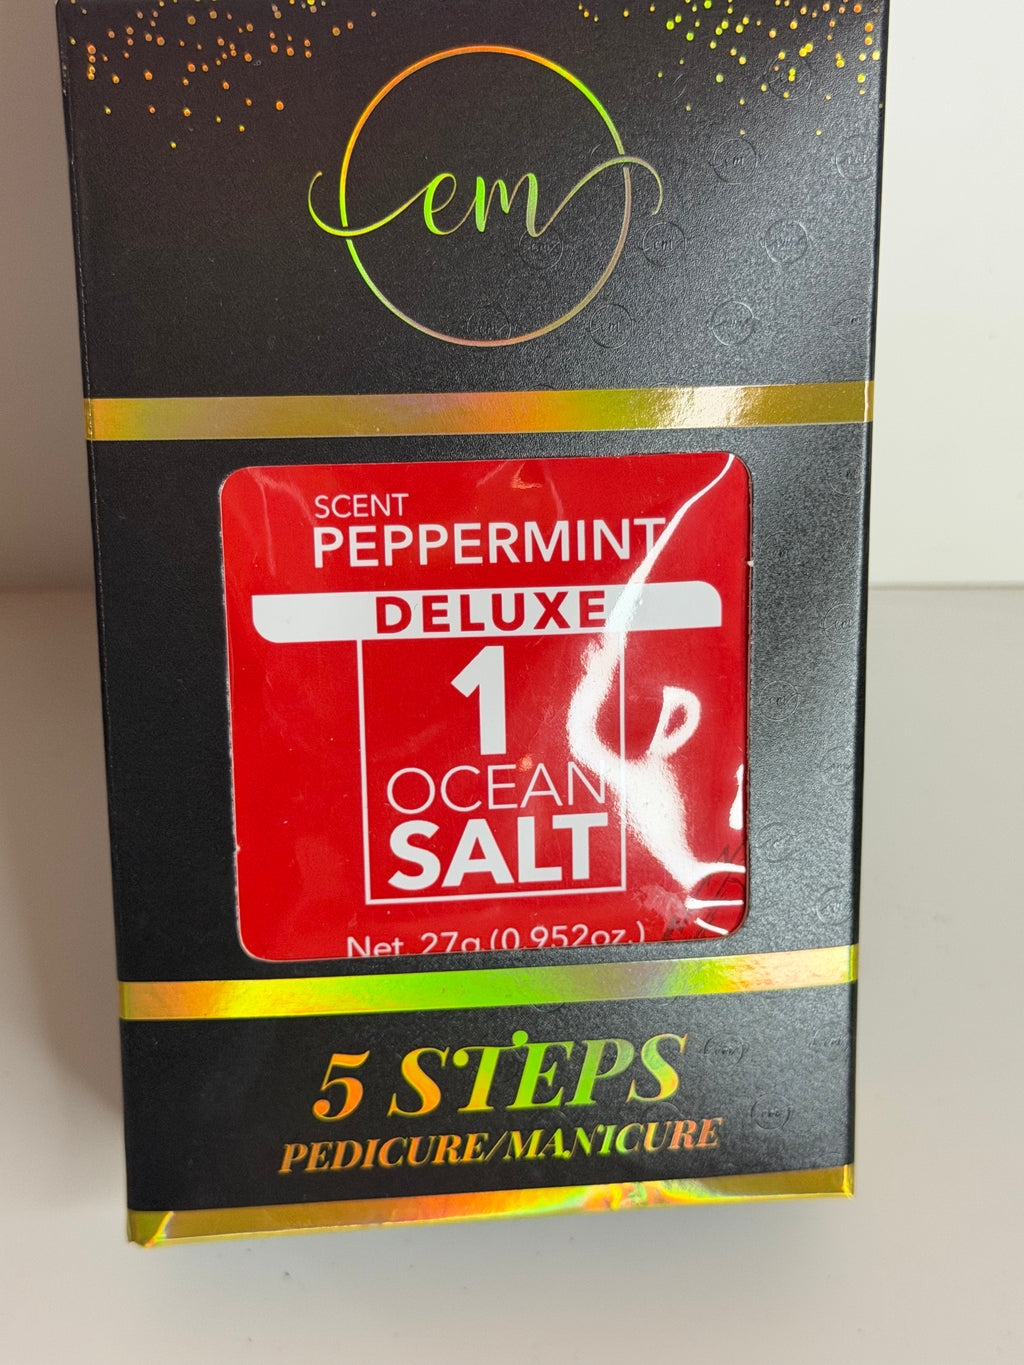 em
SCENT
PEPPERMINT
DELUXE
1
OCEAN
SALT
Net. 27g (0.952oz.)
5 STEPS
PEDICURE/MANICURE